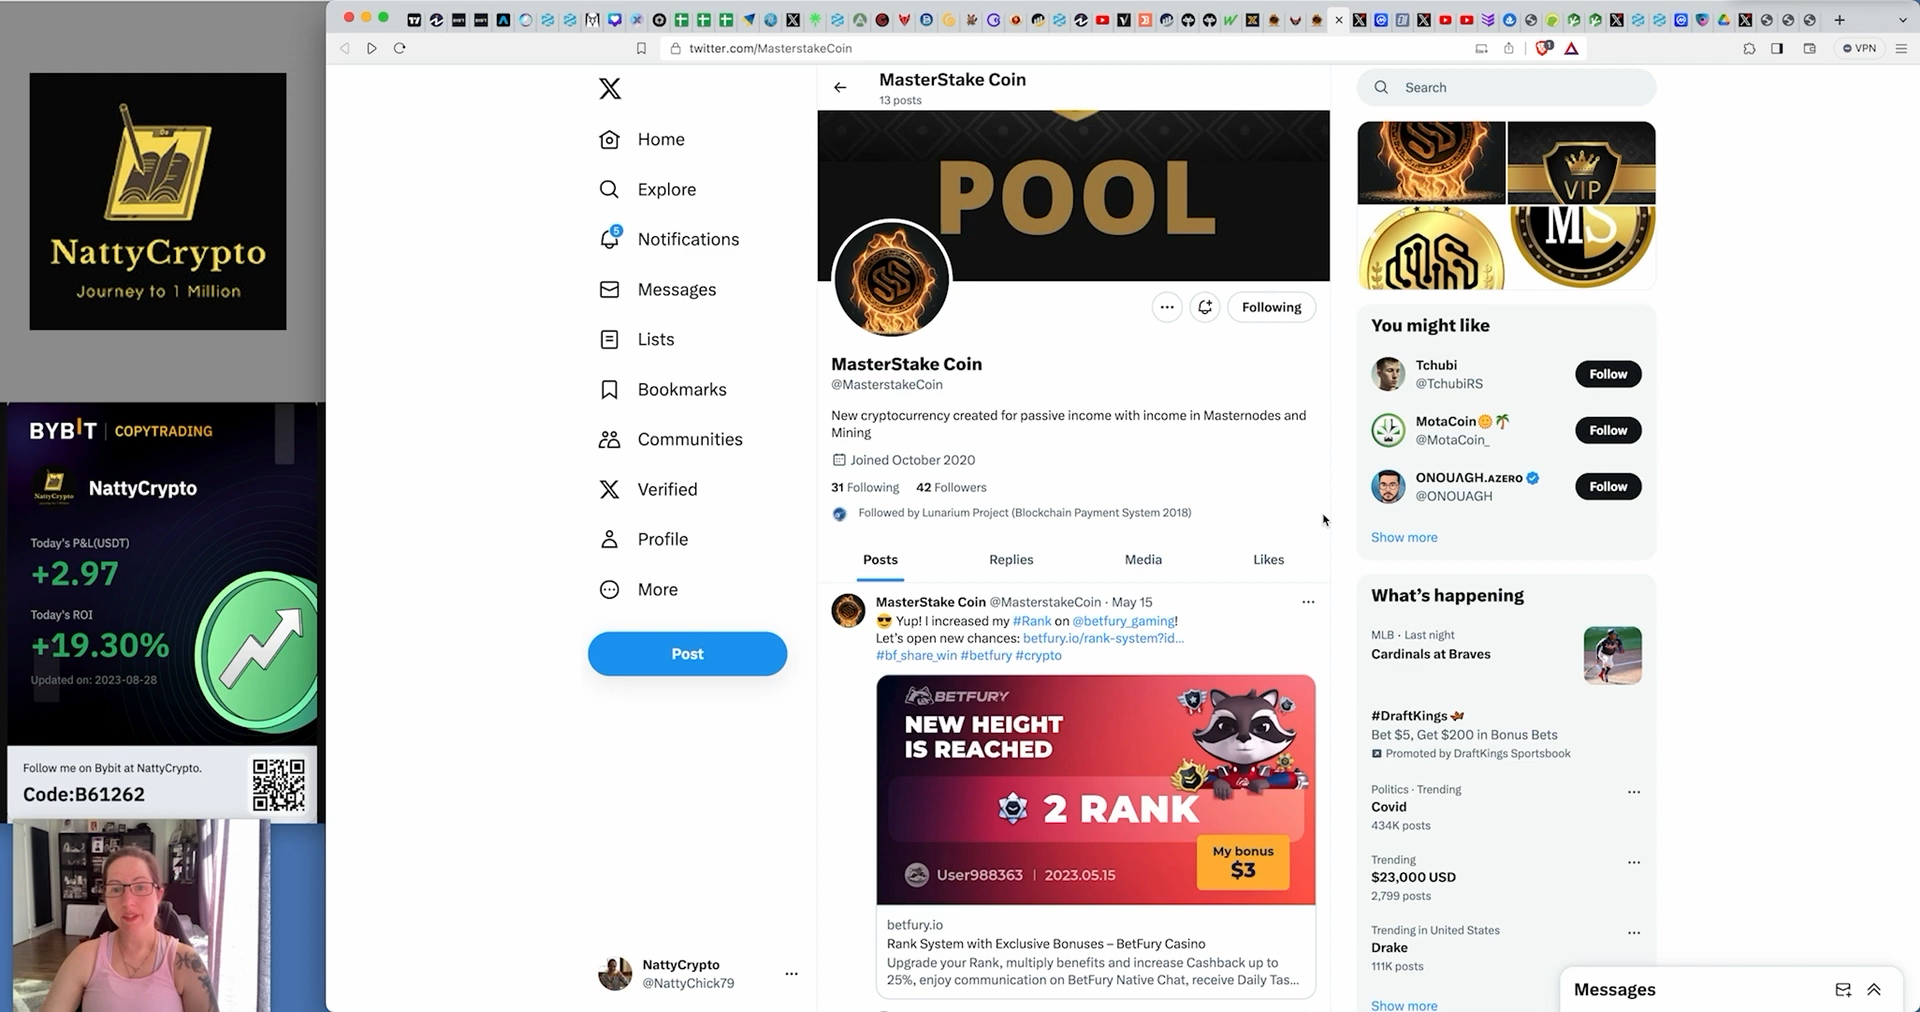 NattyCrypto
Journey to 1 Million
BYBIT | COPYTRADING
NattyCrypto
Today's P&L(USDT)
+2.97
Today's ROI
+19.30%
Updated on: 2023-08-28
Follow me on Bybit at NattyCrypto.
Code:B61262
twitter.com/MasterstakeCoin
VPN
Home
Explore
5
Notifications
Messages
Lists
Bookmarks
Communities
Verified
Profile
More
Post
NattyCrypto
@NattyChick79
MasterStake Coin
13 posts
POOL
Following
MasterStake Coin
@MasterstakeCoin
New cryptocurrency created for passive income with income in Masternodes and
Mining
Joined October 2020
31 Following 42 Followers
Followed by Lunarium Project (Blockchain Payment System 2018)
Posts Replies Media Likes
MasterStake Coin @MasterstakeCoin · May 15
😎 Yup! I increased my #Rank on @betfury_gaming!
Let's open new chances: betfury.io/rank-system?id...
#bf_share_win #betfury #crypto
BETFURY
NEW HEIGHT
IS REACHED
2 RANK
My bonus
$3
User988363 | 2023.05.15
betfury.io
Rank System with Exclusive Bonuses – BetFury Casino
Upgrade your Rank, multiply benefits and increase Cashback up to
25%, enjoy communication on BetFury Native Chat, receive Daily Tas...
Search
VIP
MS
You might like
Tchubi
@TchubiRS
Follow
MotaCoin🌞🌴
@MotaCoin_
Follow
ONOUΛGH.ᴀᴢᴇʀᴏ
@ONOUAGH
Follow
Show more
What's happening
MLB · Last night
Cardinals at Braves
#DraftKings
Bet $5, Get $200 in Bonus Bets
Promoted by DraftKings Sportsbook
Politics · Trending
Covid
434K posts
Trending
$23,000 USD
2,799 posts
Trending in United States
Drake
111K posts
Show more
Messages